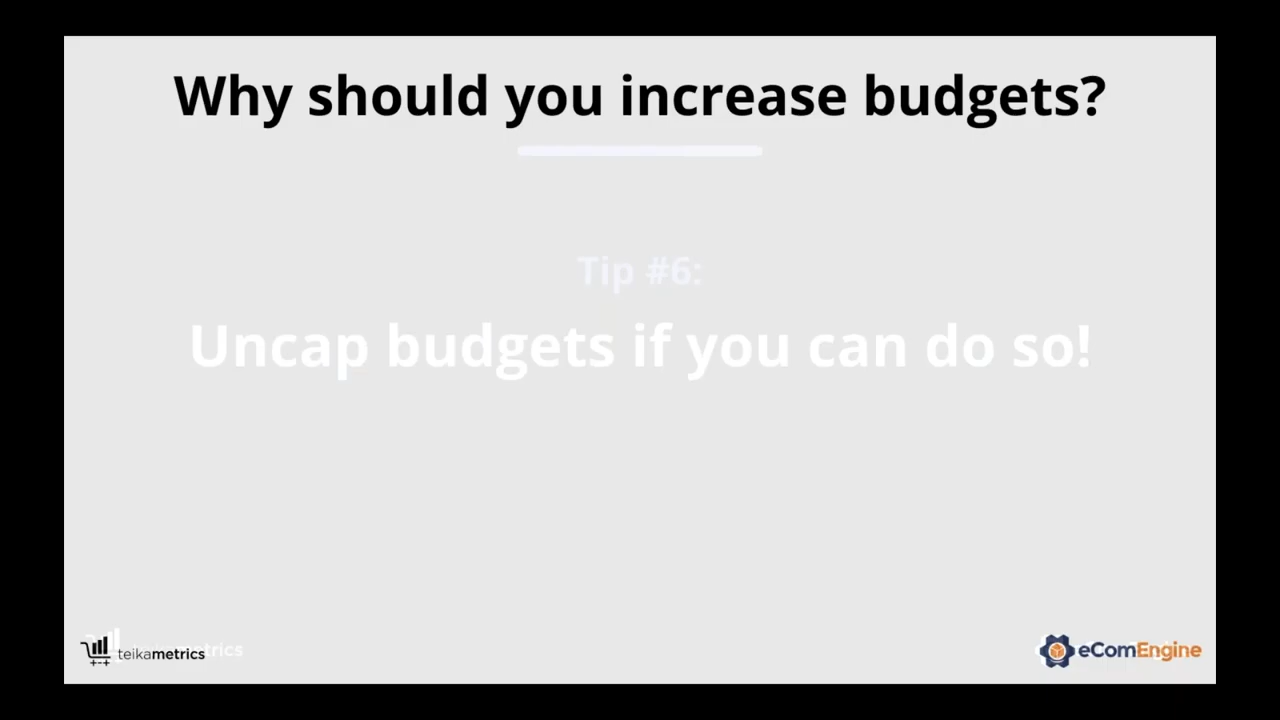 Why should you increase budgets?
Tip #6:
Uncap budgets if you can do so!
teikametrics
eComEngine